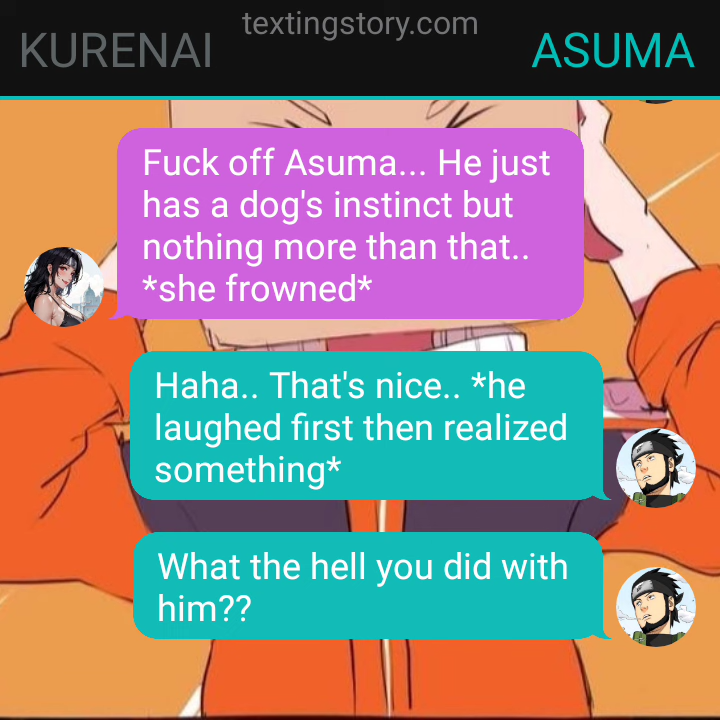 textingstory.com
KURENAI
ASUMA
Fuck off Asuma... He just
has a dog's instinct but
nothing more than that..
*she frowned*
Haha.. That's nice.. *he
laughed first then realized
something*
What the hell you did with
him??